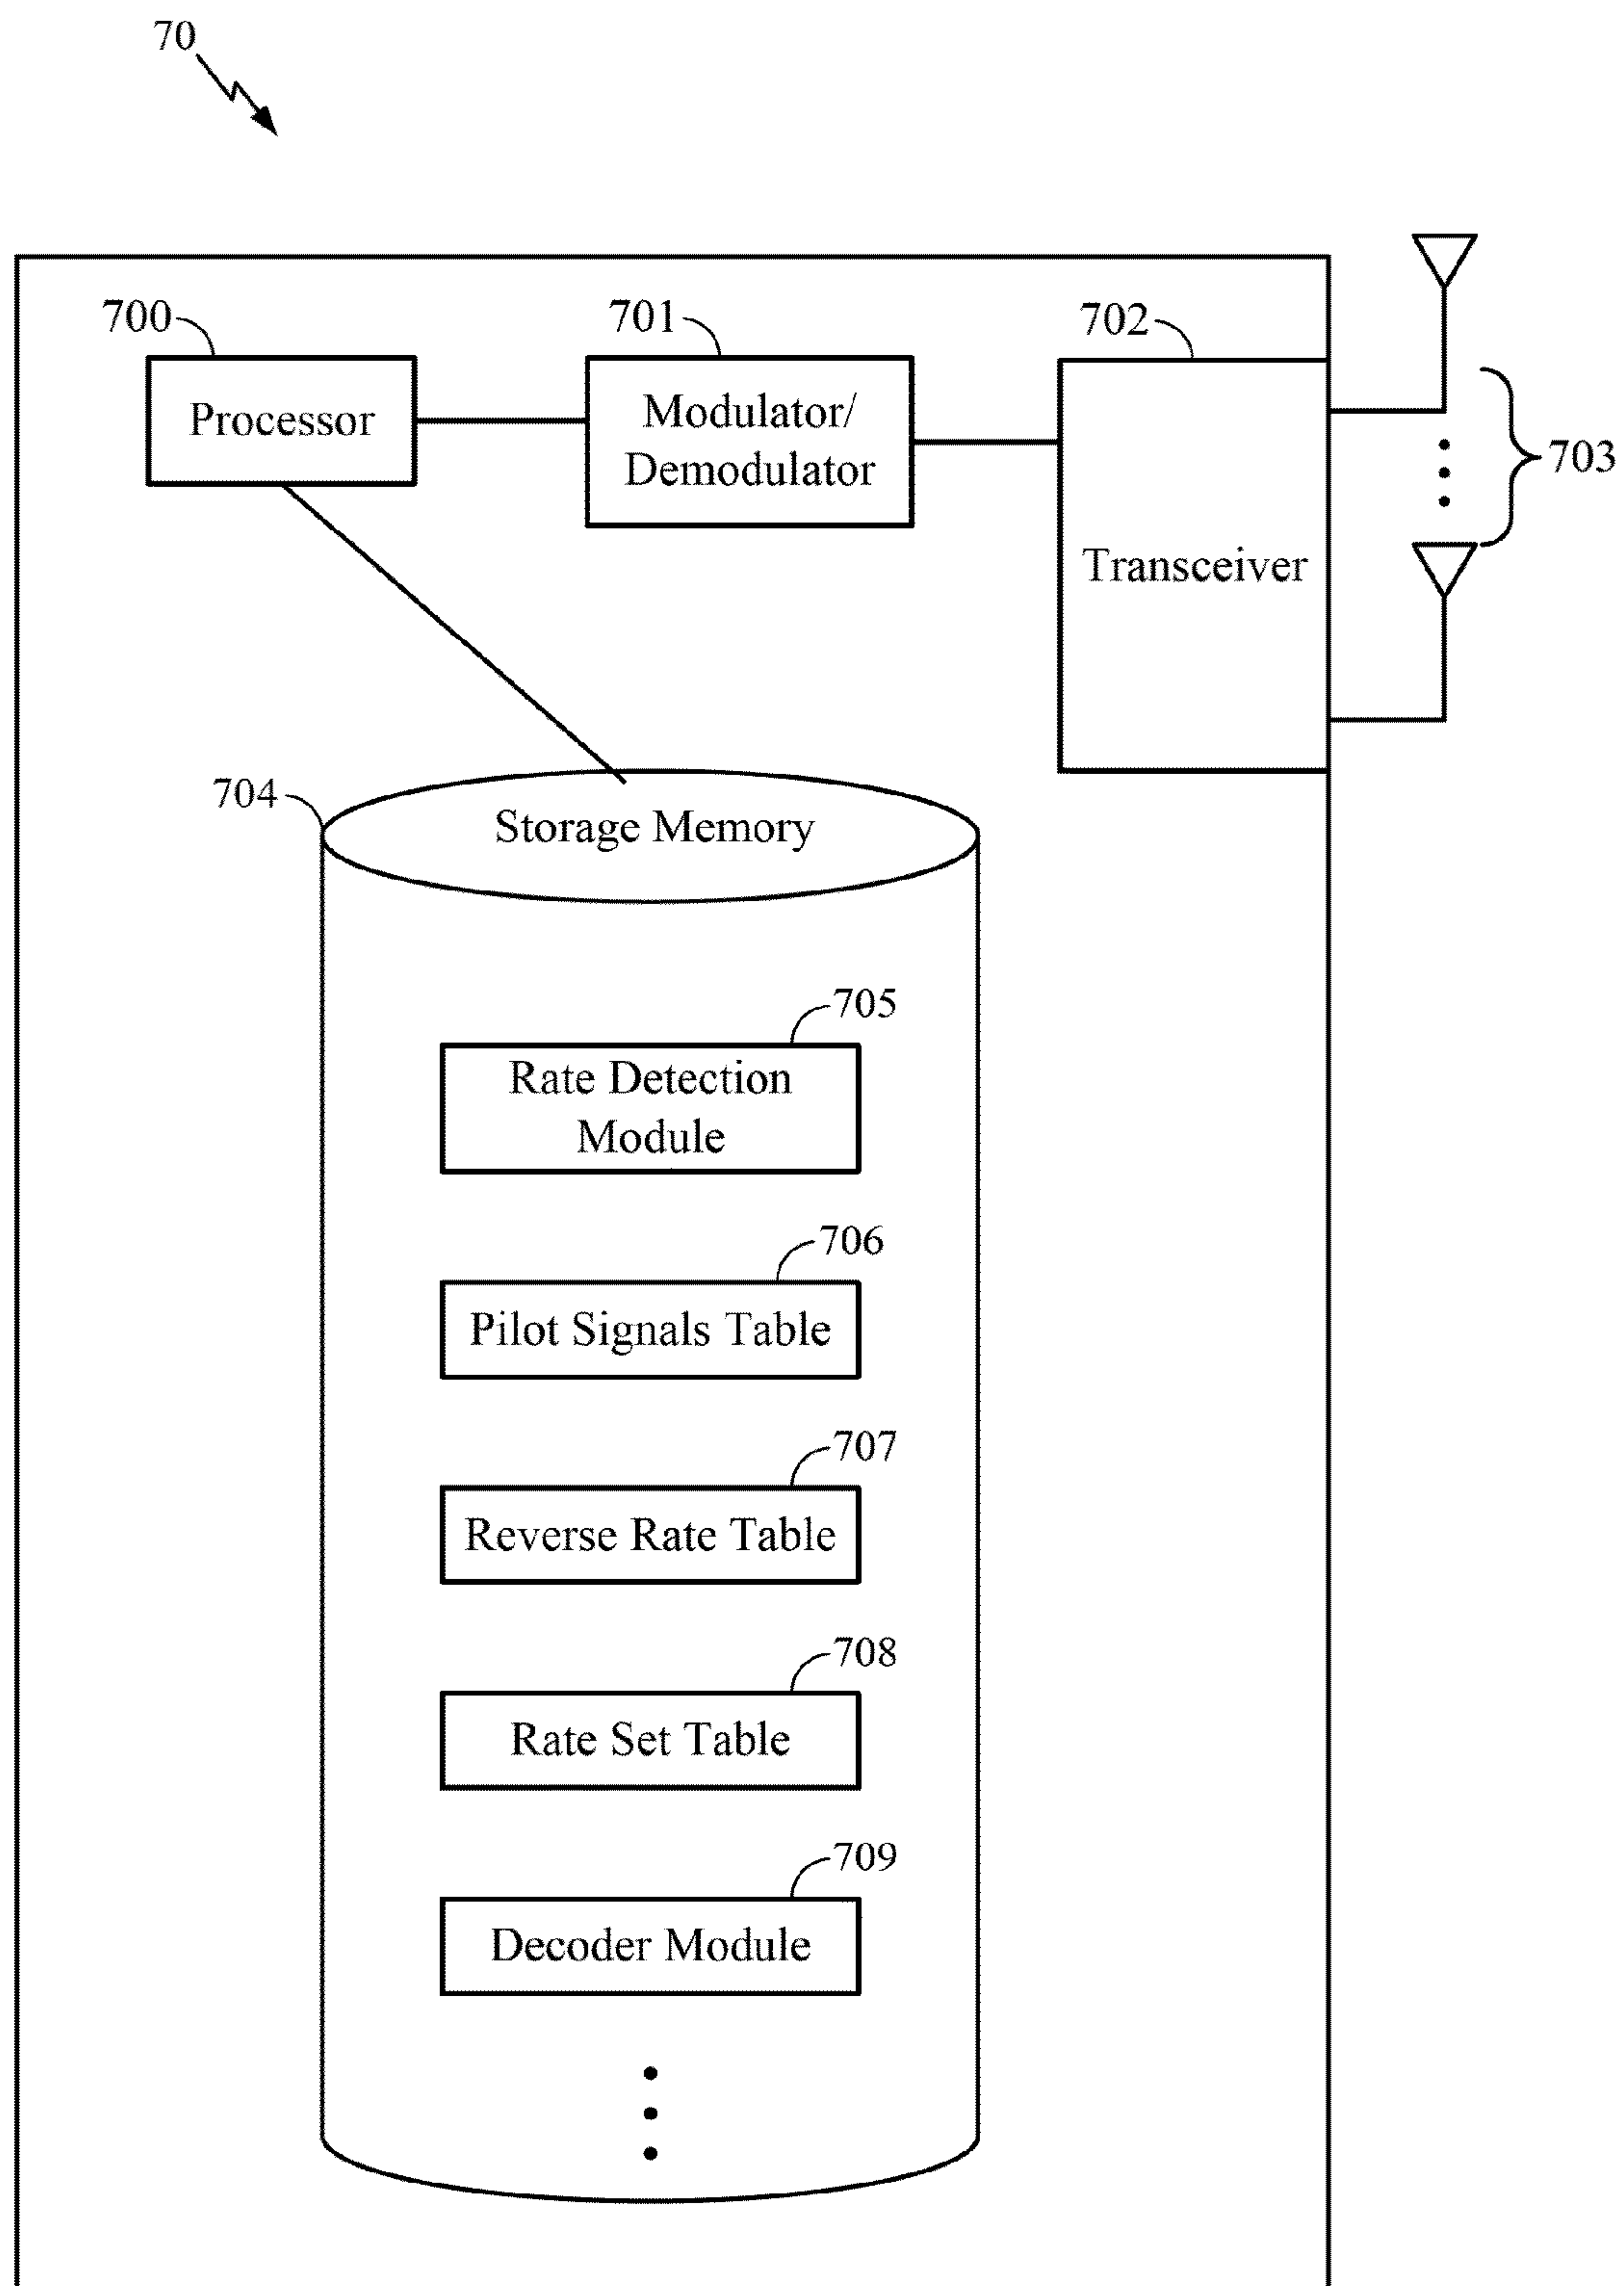 70
700
701
702
Processor
Modulator/
Demodulator
703
Transceiver
704
Storage Memory
705
Rate Detection
Module
706
Pilot Signals Table
707
Reverse Rate Table
708
Rate Set Table
709
Decoder Module